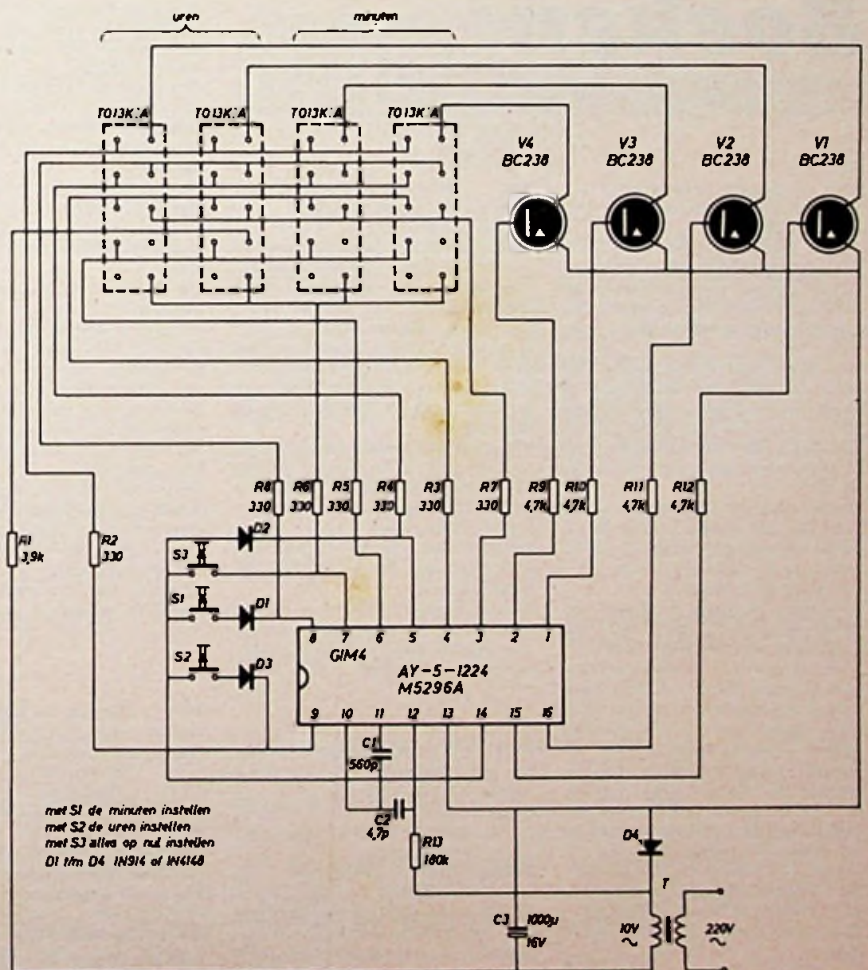 uren minuten
T013K:A T013K:A T013K:A T013K:A
V4 BC238
V3 BC238
V2 BC238
V1 BC238
R1 3,9k
R2 330
R8 330
R6 330
R5 330
R4 330
R3 330
R7 330
R9 4,7k
R10 4,7k
R11 4,7k
R12 4,7k
D2
S3
S1
D1
S2
D3
8 7 6 5 4 3 2 1
GIM4
AY-5-1224
M5296A
9 10 11 12 13 14 15 16
C1
560p
C2
4,7p
R13
180k
met S1 de minuten instellen
met S2 de uren instellen
met S3 alles op nul instellen
D1 t/m D4 1N914 of 1N4148
D4
T
C3 1000µ
16V
10V
~
220V
~